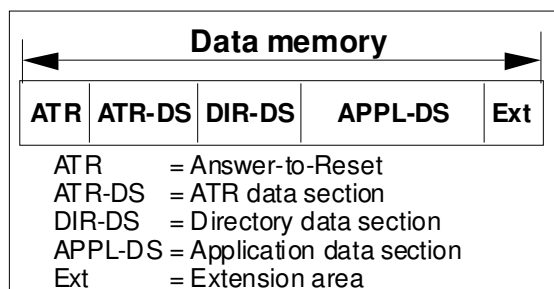 Data memory
ATR ATR-DS DIR-DS APPL-DS Ext
ATR = Answer-to-Reset
ATR-DS = ATR data section
DIR-DS = Directory data section
APPL-DS = Application data section
Ext = Extension area